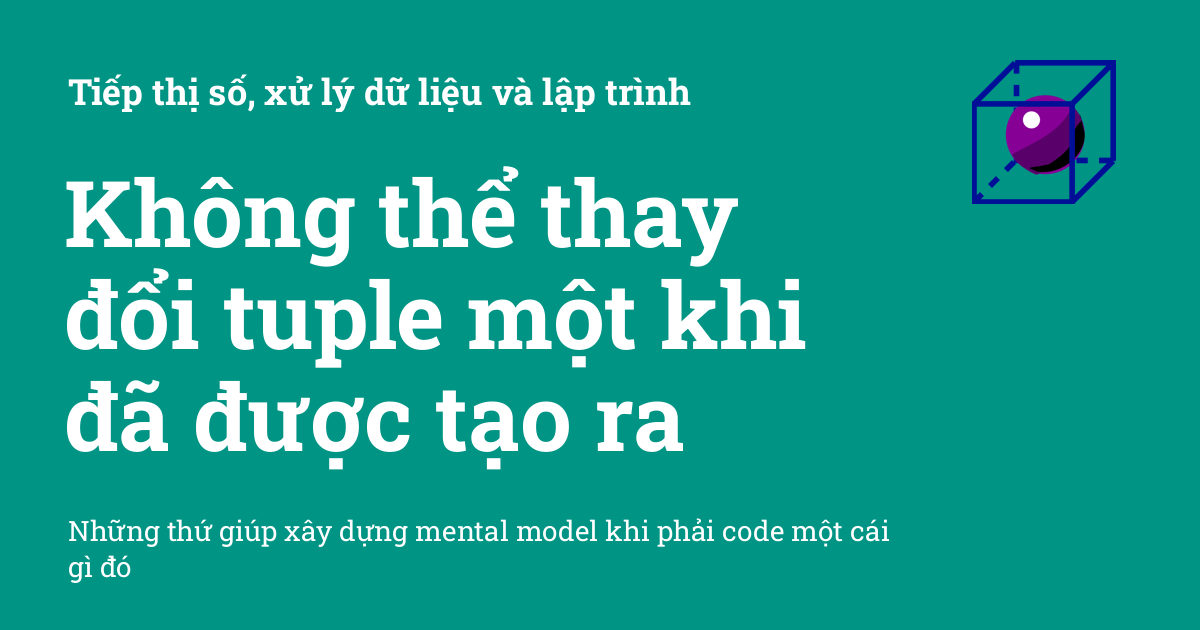 Tiếp thị số, xử lý dữ liệu và lập trình
Không thể thay
đổi tuple một khi
đã được tạo ra
Những thứ giúp xây dựng mental model khi phải code một cái
gì đó